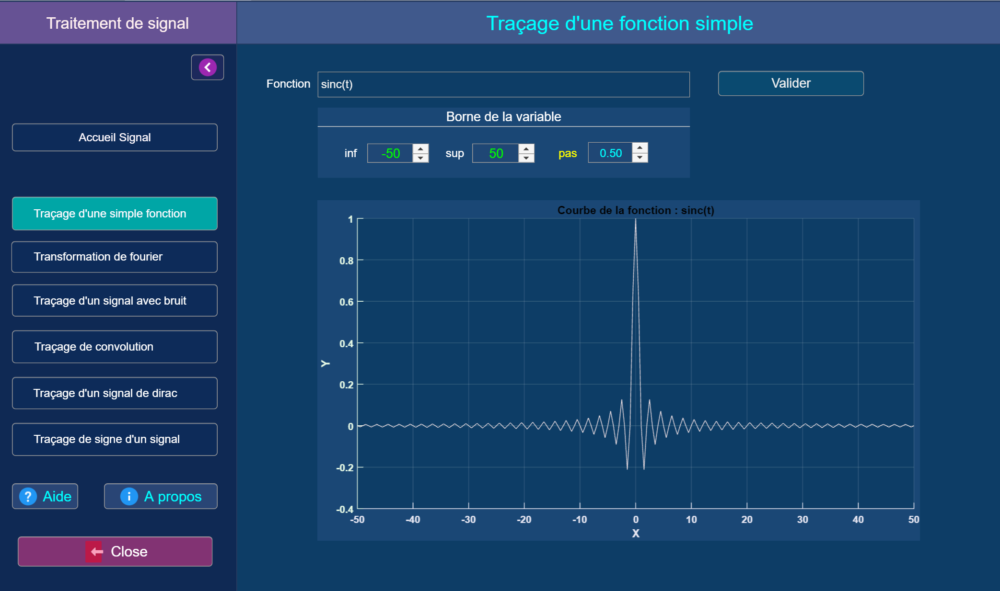 Traitement de signal
Traçage d'une fonction simple
Accueil Signal
Traçage d'une simple fonction
Transformation de fourier
Traçage d'un signal avec bruit
Traçage de convolution
Traçage d'un signal de dirac
Traçage de signe d'un signal
? Aide
i A propos
Close
Fonction sinc(t)
Valider
Borne de la variable
inf -50 sup 50 pas 0.50
Courbe de la fonction : sinc(t)
1
0.8
0.6
0.4
0.2
0
-0.2
-0.4
Y
-50 -40 -30 -20 -10 0 10 20 30 40 50
X